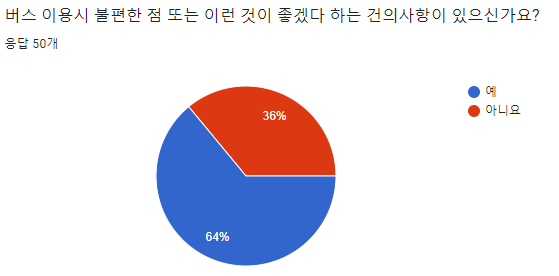 버스 이용시 불편한 점 또는 이런 것이 좋겠다 하는 건의사항이 있으신가요?
응답 50개
예
아니요
36%
64%